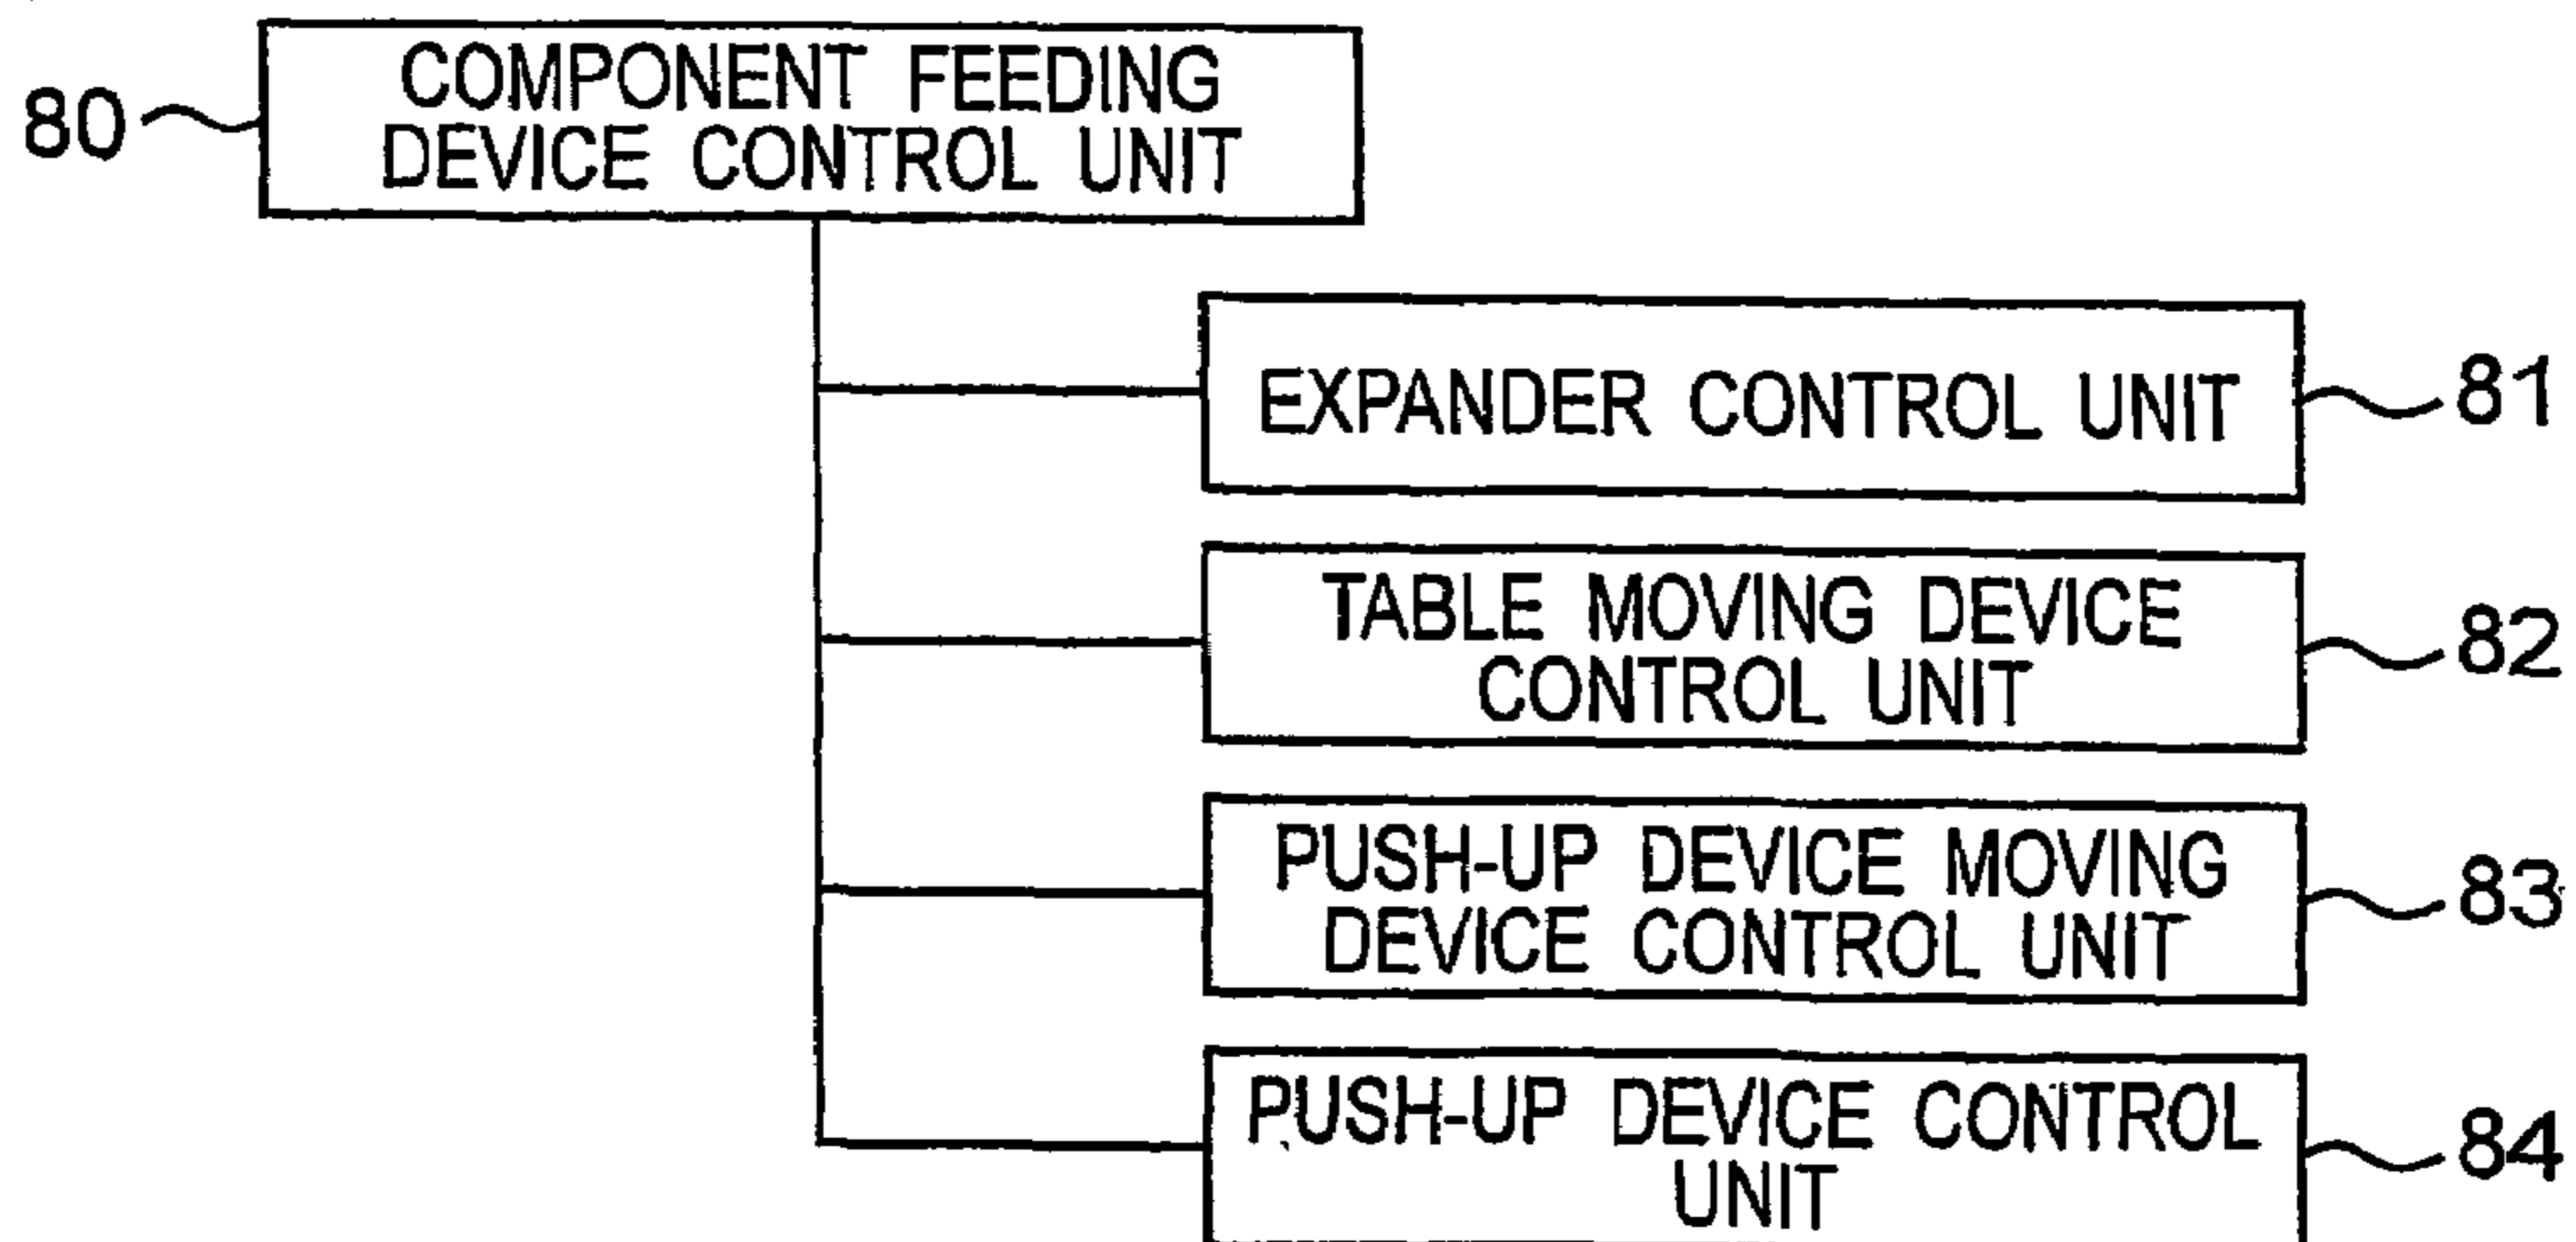 COMPONENT FEEDING
DEVICE CONTROL UNIT
80
EXPANDER CONTROL UNIT
81
TABLE MOVING DEVICE
CONTROL UNIT
82
PUSH-UP DEVICE MOVING
DEVICE CONTROL UNIT
83
PUSH-UP DEVICE CONTROL
UNIT
84